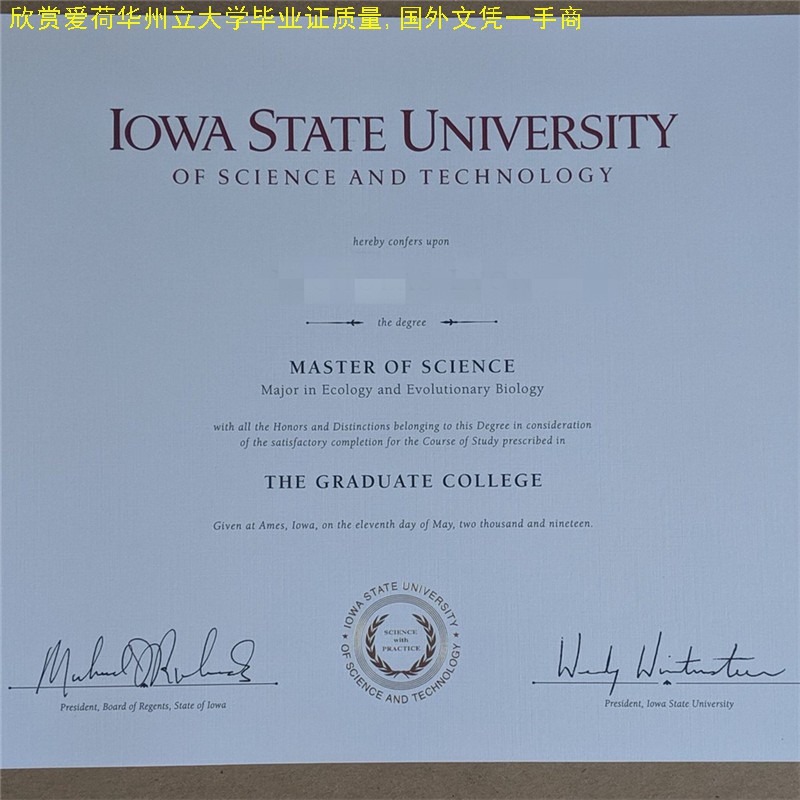 欣赏爱荷华州立大学毕业证质量,国外文凭一手商
IOWA STATE UNIVERSITY
OF SCIENCE AND TECHNOLOGY
hereby confers upon
the degree
MASTER OF SCIENCE
Major in Ecology and Evolutionary Biology
with all the Honors and Distinctions belonging to this Degree in consideration
of the satisfactory completion for the Course of Study prescribed in
THE GRADUATE COLLEGE
Given at Ames, Iowa, on the eleventh day of May, two thousand and nineteen.
IOWA STATE UNIVERSITY
OF SCIENCE AND TECHNOLOGY
SCIENCE
with
PRACTICE
President, Board of Regents, State of Iowa
President, Iowa State University